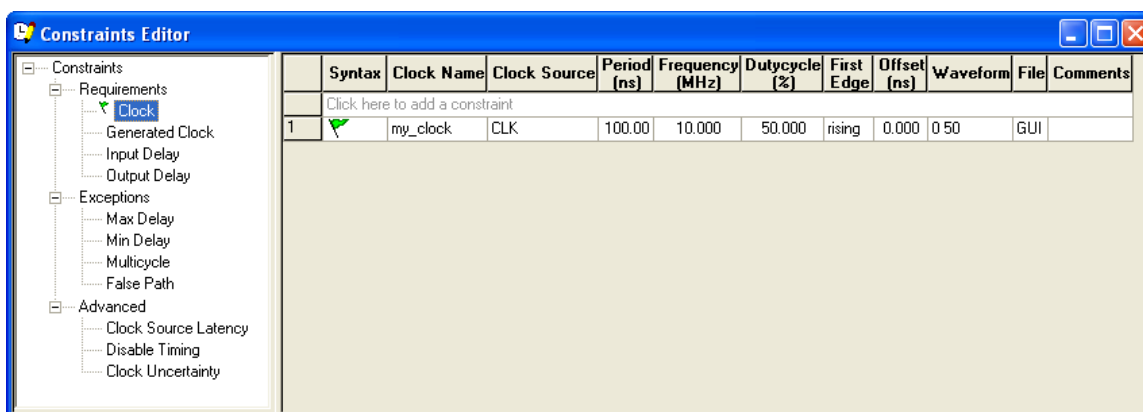 Constraints Editor
Constraints
Requirements
Clock
Generated Clock
Input Delay
Output Delay
Exceptions
Max Delay
Min Delay
Multicycle
False Path
Advanced
Clock Source Latency
Disable Timing
Clock Uncertainty
Syntax Clock Name Clock Source Period (ns) Frequency (MHz) Dutycycle (%) First Edge Offset (ns) Waveform File Comments
Click here to add a constraint
1 my_clock CLK 100.00 10.000 50.000 rising 0.000 0 50 GUI